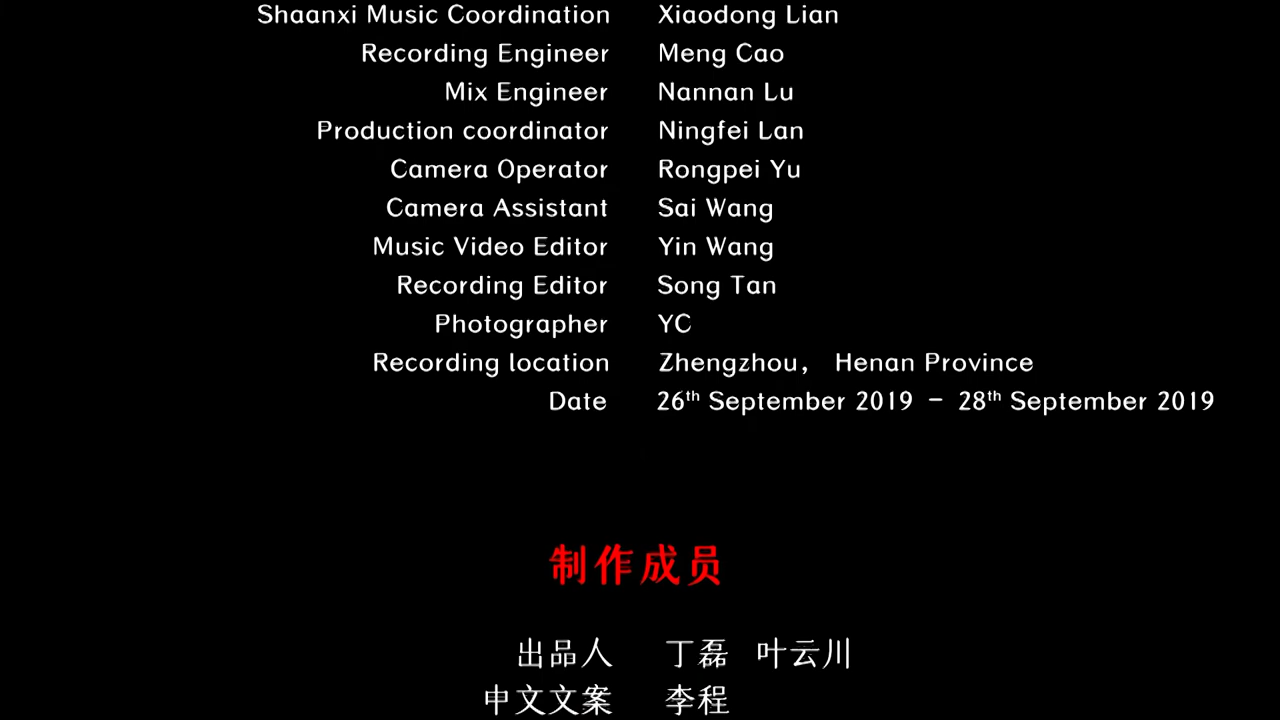 Shaanxi Music Coordination Xiaodong Lian
Recording Engineer Meng Cao
Mix Engineer Nannan Lu
Production coordinator Ningfei Lan
Camera Operator Rongpei Yu
Camera Assistant Sai Wang
Music Video Editor Yin Wang
Recording Editor Song Tan
Photographer YC
Recording location Zhengzhou, Henan Province
Date 26th September 2019 - 28th September 2019
制作成员
出品人 丁磊 叶云川
中文文案 李程